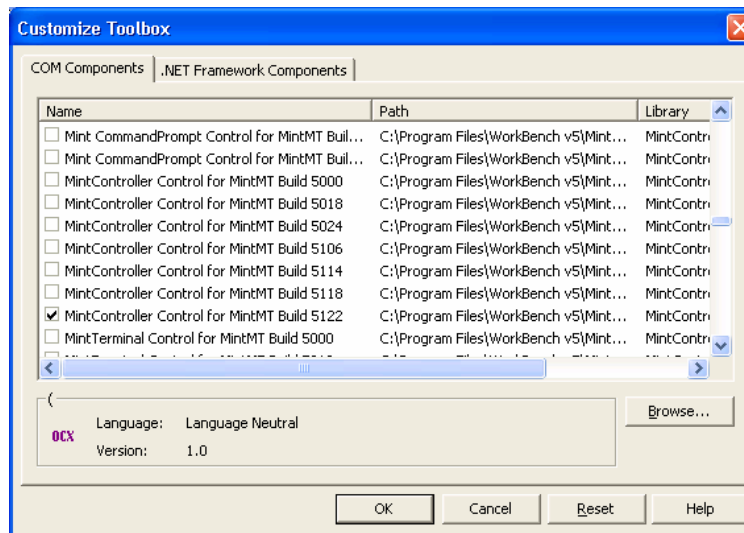 Customize Toolbox
COM Components .NET Framework Components
Name Path Library
Mint CommandPrompt Control for MintMT Buil... C:\Program Files\WorkBench v5\Mint... MintContr
Mint CommandPrompt Control for MintMT Buil... C:\Program Files\WorkBench v5\Mint... MintContr
MintController Control for MintMT Build 5000 C:\Program Files\WorkBench v5\Mint... MintContr
MintController Control for MintMT Build 5018 C:\Program Files\WorkBench v5\Mint... MintContr
MintController Control for MintMT Build 5024 C:\Program Files\WorkBench v5\Mint... MintContr
MintController Control for MintMT Build 5106 C:\Program Files\WorkBench v5\Mint... MintContr
MintController Control for MintMT Build 5114 C:\Program Files\WorkBench v5\Mint... MintContr
MintController Control for MintMT Build 5118 C:\Program Files\WorkBench v5\Mint... MintContr
MintController Control for MintMT Build 5122 C:\Program Files\WorkBench v5\Mint... MintContr
MintTerminal Control for MintMT Build 5000 C:\Program Files\WorkBench v5\Mint... MintContr
(
OCX
Language: Language Neutral
Version: 1.0
Browse...
OK Cancel Reset Help